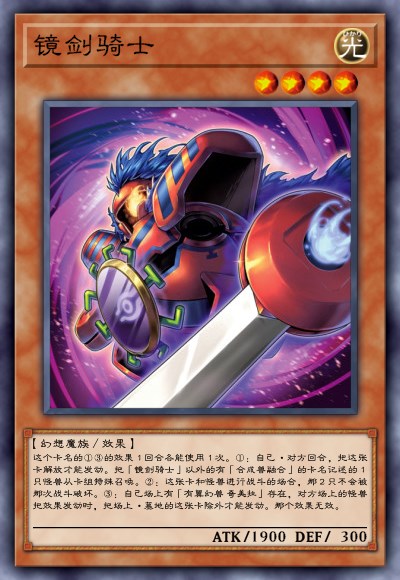 镜剑骑士
光
【幻想魔族／效果】
这个卡名的①③的效果1回合各能使用1次。①：自己·对方回合，把这张
卡解放才能发动。把「镜剑骑士」以外的有「合成兽融合」的卡名记述的1
只怪兽从卡组特殊召唤。②：这张卡和怪兽进行战斗的场合，那2只不会被
那次战斗破坏。③：自己场上有「有翼幻兽 奇美拉」存在，对方场上的怪兽
把效果发动时，把场上·墓地的这张卡除外才能发动。那个效果无效。
ATK/1900 DEF/ 300